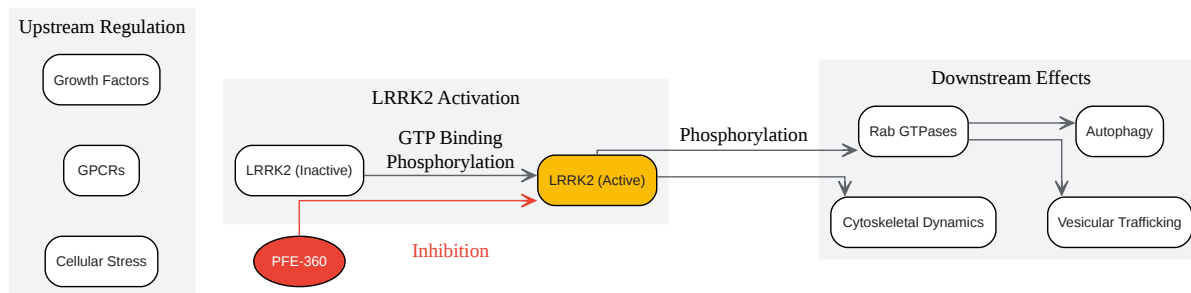 Upstream Regulation
Growth Factors
GPCRs
Cellular Stress
LRRK2 Activation
LRRK2 (Inactive)
GTP Binding
Phosphorylation
LRRK2 (Active)
PFE-360
Inhibition
Phosphorylation
Downstream Effects
Rab GTPases
Autophagy
Cytoskeletal Dynamics
Vesicular Trafficking